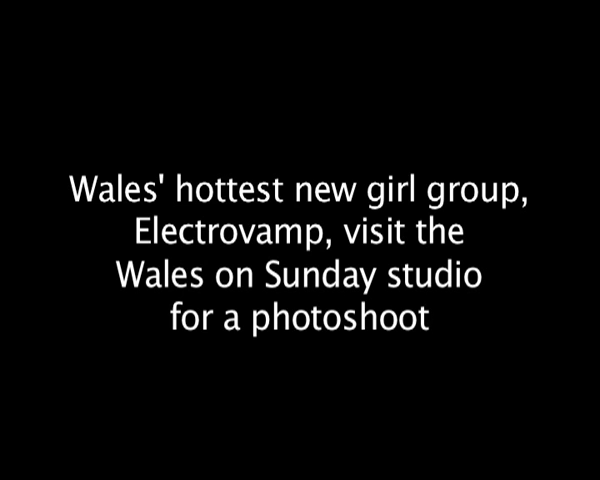 Wales' hottest new girl group,
Electrovamp, visit the
Wales on Sunday studio
for a photoshoot